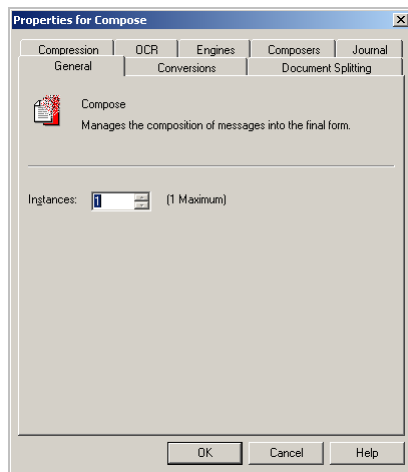 Properties for Compose
Compression OCR Engines Composers Journal
General Conversions Document Splitting
Compose
Manages the composition of messages into the final form.
Instances: 1 (1 Maximum)
OK Cancel Help